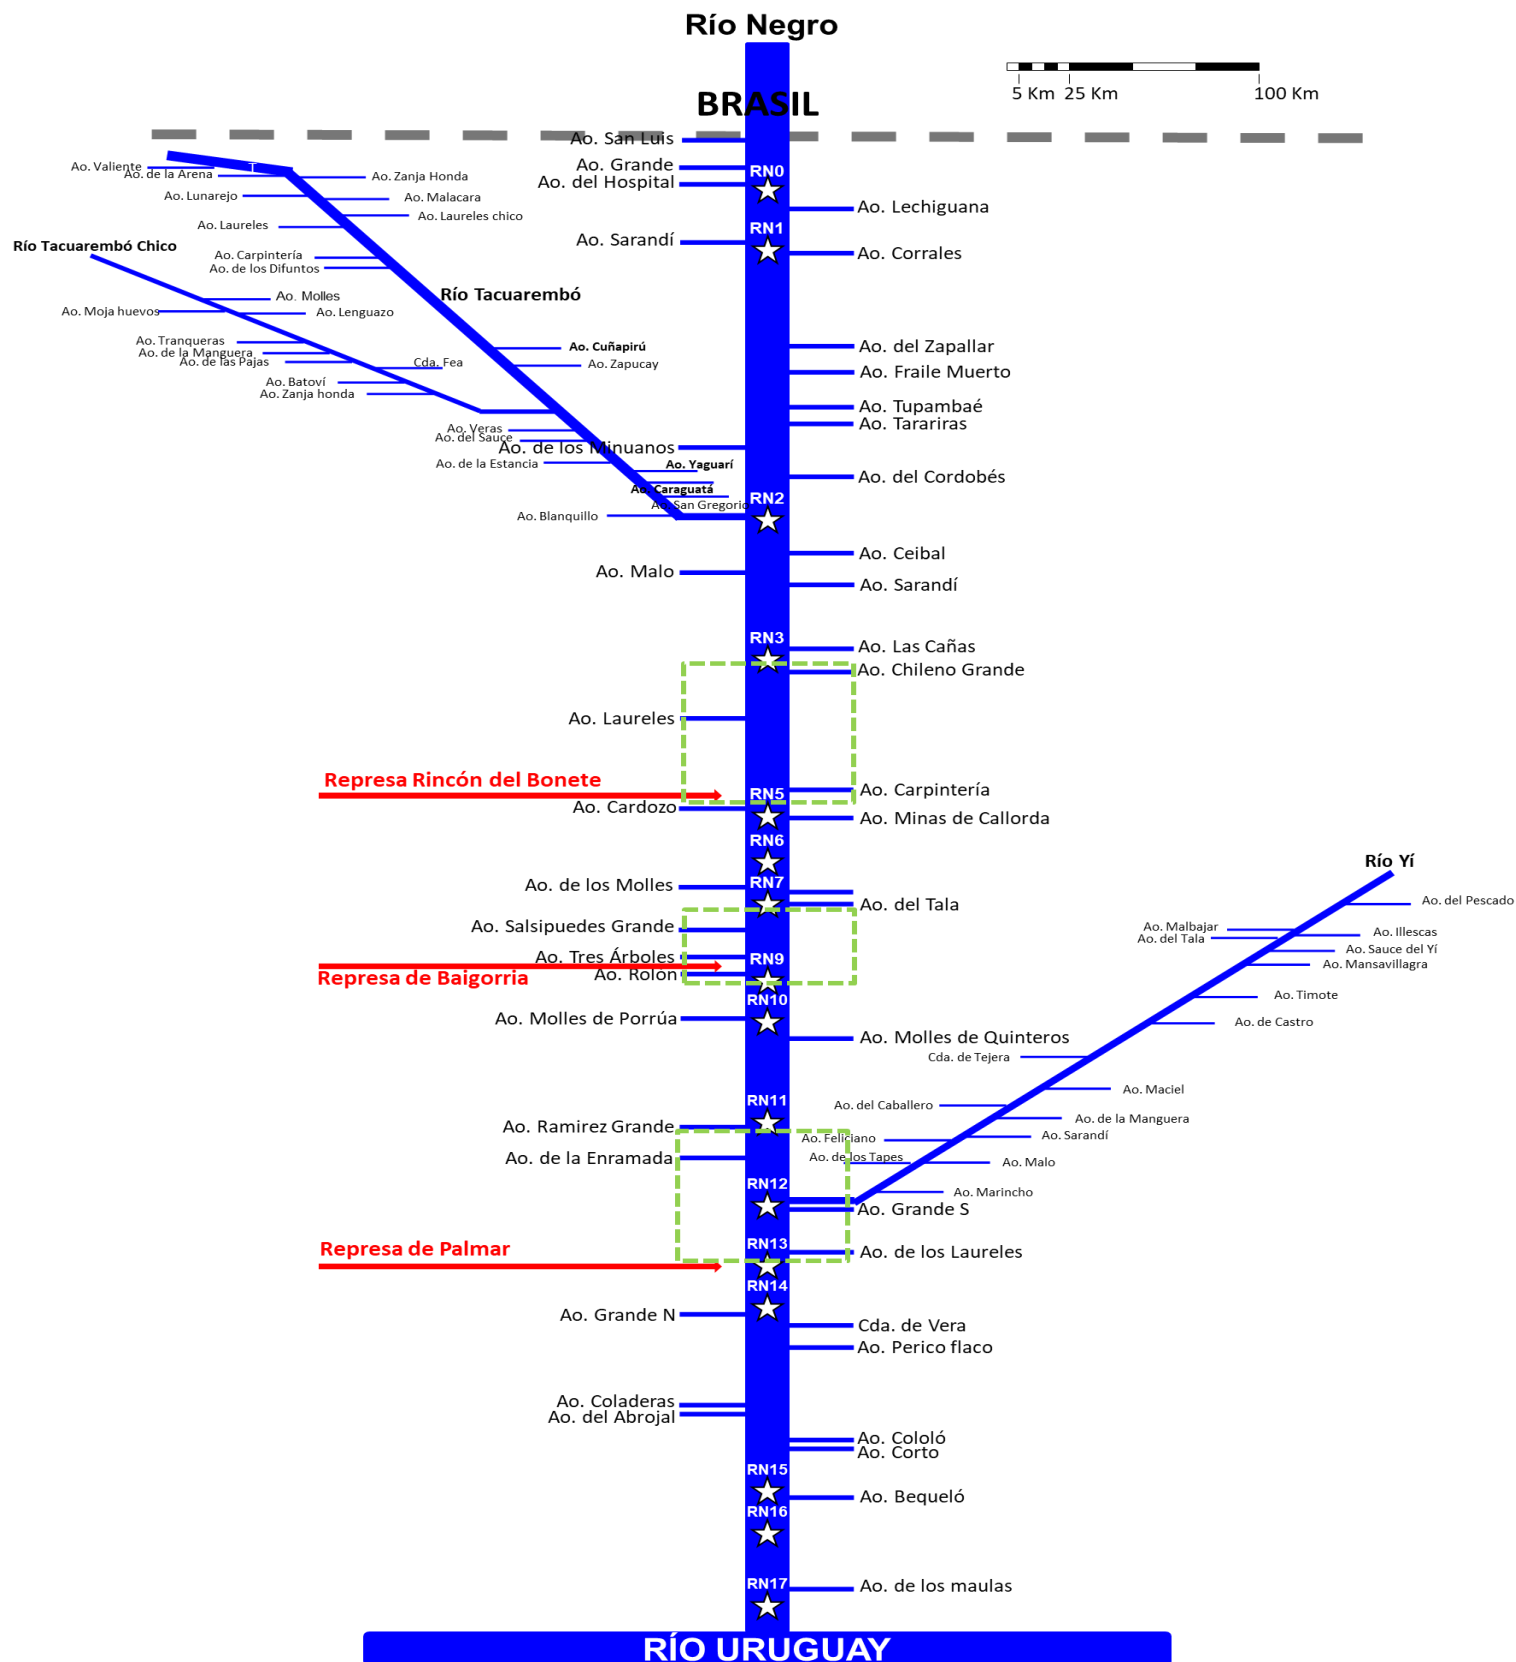 Río Negro
BRASIL
5 Km 25 Km 100 Km
Ao. San Luis
Ao. Grande
Ao. del Hospital
RN0
Ao. Lechiguana
RN1
Ao. Sarandí
Ao. Corrales
Ao. Valiente
Ao. de la Arena
T
Ao. Zanja Honda
Ao. Lunarejo
Ao. Malacara
Ao. Laureles chico
Ao. Laureles
Río Tacuarembó Chico
Ao. Carpintería
Ao. de los Difuntos
Río Tacuarembó
Ao. Molles
Ao. Moja huevos
Ao. Lenguazo
Ao. Tranqueras
Ao. de la Manguera
Ao. de las Pajas
Cda. Fea
Ao. Batoví
Ao. Zanja honda
Ao. Cuñapirú
Ao. Zapucay
Ao. del Zapallar
Ao. Fraile Muerto
Ao. Tupambaé
Ao. Tarariras
Ao. Veras
Ao. del Sauce
Ao. de los Minuanos
Ao. de la Estancia
Ao. Yaguarí
Ao. Caraguatá
Ao. San Gregorio
Ao. Blanquillo
Ao. del Cordobés
RN2
Ao. Ceibal
Ao. Malo
Ao. Sarandí
RN3
Ao. Las Cañas
Ao. Chileno Grande
Ao. Laureles
Represa Rincón del Bonete
RN5
Ao. Carpintería
Ao. Cardozo
Ao. Minas de Callorda
RN6
RN7
Ao. de los Molles
Ao. del Tala
Ao. Salsipuedes Grande
Ao. Tres Árboles
RN9
Represa de Baigorria
Ao. Rolon
RN10
Ao. Molles de Porrúa
Ao. Molles de Quinteros
Río Yí
Ao. del Pescado
Ao. Malbajar
Ao. del Tala
Ao. Illescas
Ao. Sauce del Yí
Ao. Mansavillagra
Ao. Timote
Ao. de Castro
Cda. de Tejera
Ao. Maciel
Ao. del Caballero
Ao. de la Manguera
Ao. Feliciano
Ao. Sarandí
Ao. de los Tapes
Ao. Malo
Ao. Marincho
RN11
Ao. Ramirez Grande
Ao. de la Enramada
RN12
Ao. Grande S
RN13
Ao. de los Laureles
Represa de Palmar
RN14
Ao. Grande N
Cda. de Vera
Ao. Perico flaco
Ao. Coladeras
Ao. del Abrojal
Ao. Cololó
Ao. Corto
RN15
Ao. Bequeló
RN16
RN17
Ao. de los maulas
RÍO URUGUAY